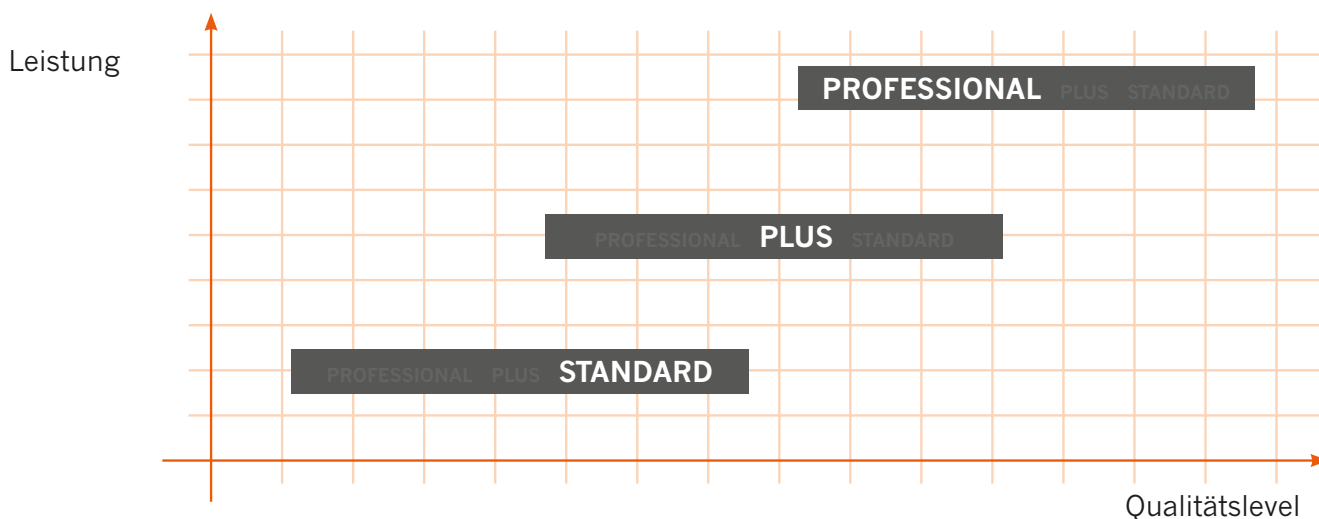 Leistung
PROFESSIONAL PLUS STANDARD
PROFESSIONAL PLUS STANDARD
PROFESSIONAL PLUS STANDARD
Qualitätslevel